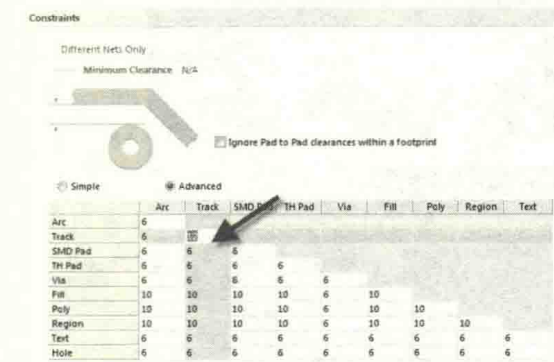 Constraints
Different Nets Only
Minimum Clearance N/A
Ignore Pad to Pad clearances within a footprint
Simple Advanced
Arc Track SMD TH Pad Via Fill Poly Region Text
Arc 6
Track 6
SMD Pad 6 6 6
TH Pad 6 6 6 6
Via 6 6 6 6 6
Fill 10 10 10 10 6 10
Poly 10 10 10 10 6 10 10
Region 10 10 10 10 6 10 10 10
Text 6 6 6 6 6 6 6 6 6
Hole 6 6 6 6 6 6 6 6 6